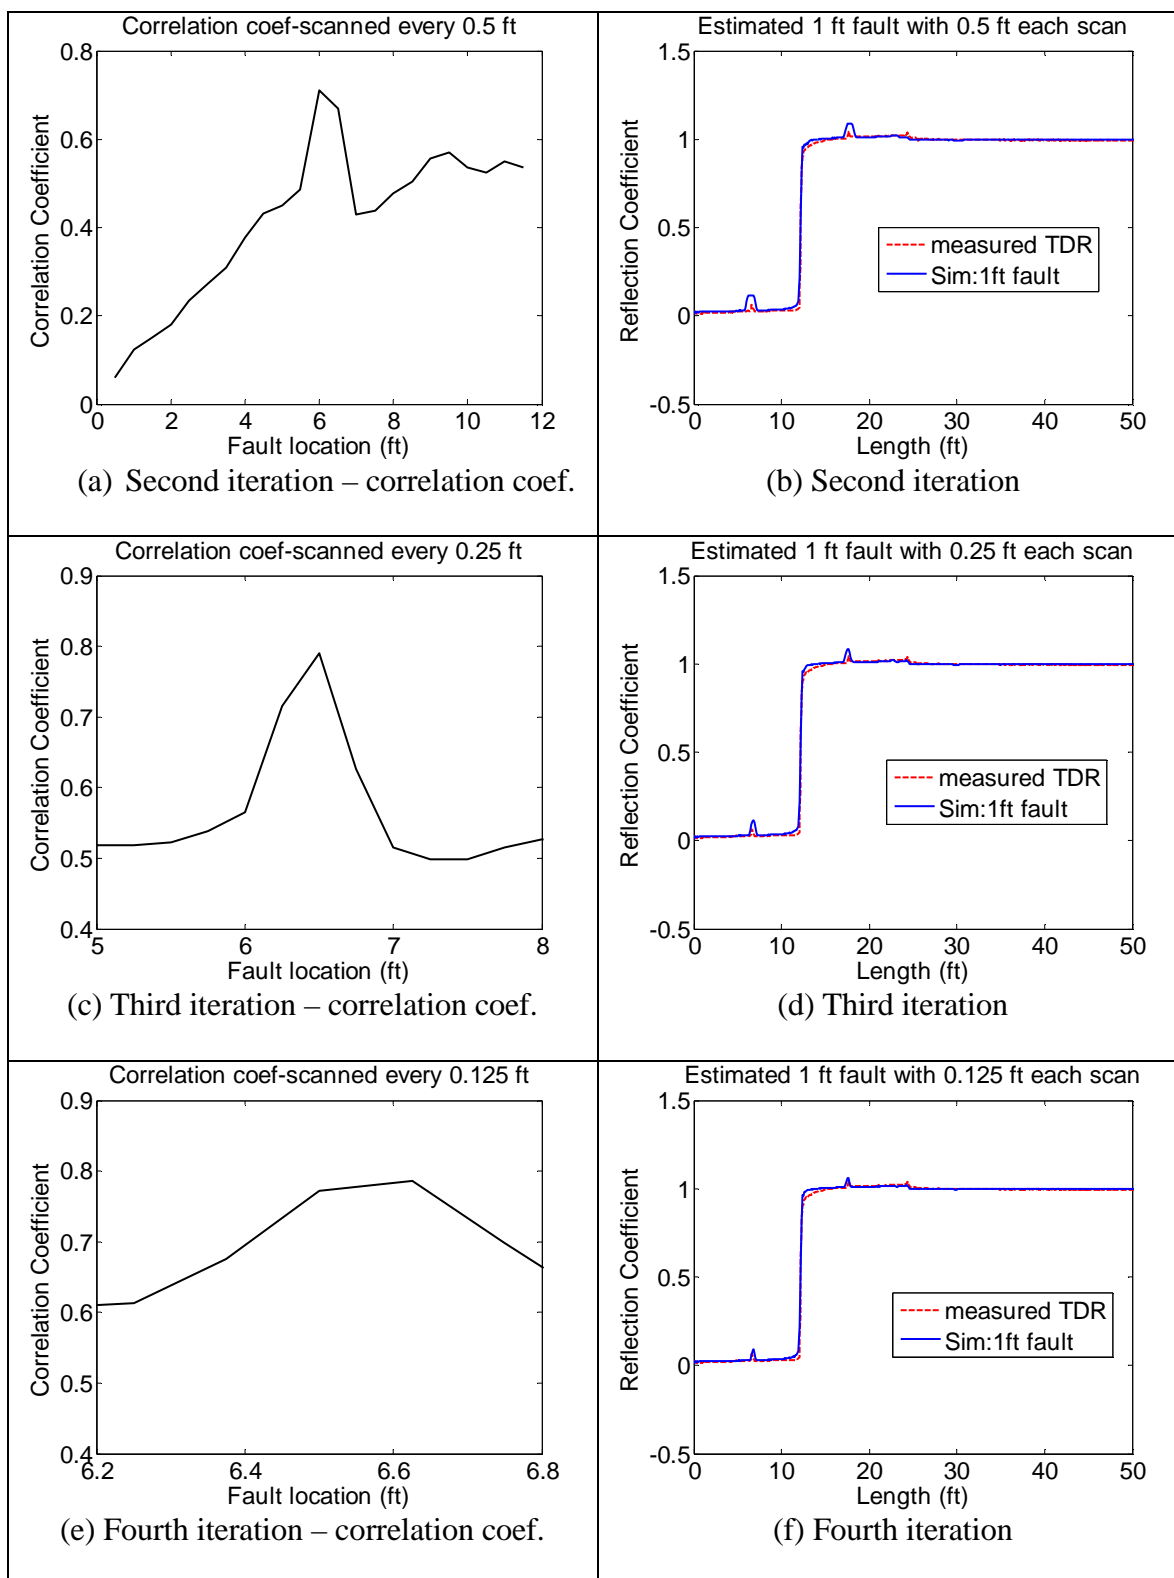 Correlation coef-scanned every 0.5 ft
0.8
0.6
0.4
0.2
0
0 2 4 6 8 10 12
Correlation Coefficient
Fault location (ft)
(a) Second iteration – correlation coef.
Estimated 1 ft fault with 0.5 ft each scan
1.5
1
0.5
0
-0.5
0 10 20 30 40 50
Reflection Coefficient
measured TDR
Sim:1ft fault
Length (ft)
(b) Second iteration
Correlation coef-scanned every 0.25 ft
0.9
0.8
0.7
0.6
0.5
0.4
5 6 7 8
Correlation Coefficient
Fault location (ft)
(c) Third iteration – correlation coef.
Estimated 1 ft fault with 0.25 ft each scan
1.5
1
0.5
0
-0.5
0 10 20 30 40 50
Reflection Coefficient
measured TDR
Sim:1ft fault
Length (ft)
(d) Third iteration
Correlation coef-scanned every 0.125 ft
0.9
0.8
0.7
0.6
0.5
0.4
6.2 6.4 6.6 6.8
Correlation Coefficient
Fault location (ft)
(e) Fourth iteration – correlation coef.
Estimated 1 ft fault with 0.125 ft each scan
1.5
1
0.5
0
-0.5
0 10 20 30 40 50
Reflection Coefficient
measured TDR
Sim:1ft fault
Length (ft)
(f) Fourth iteration